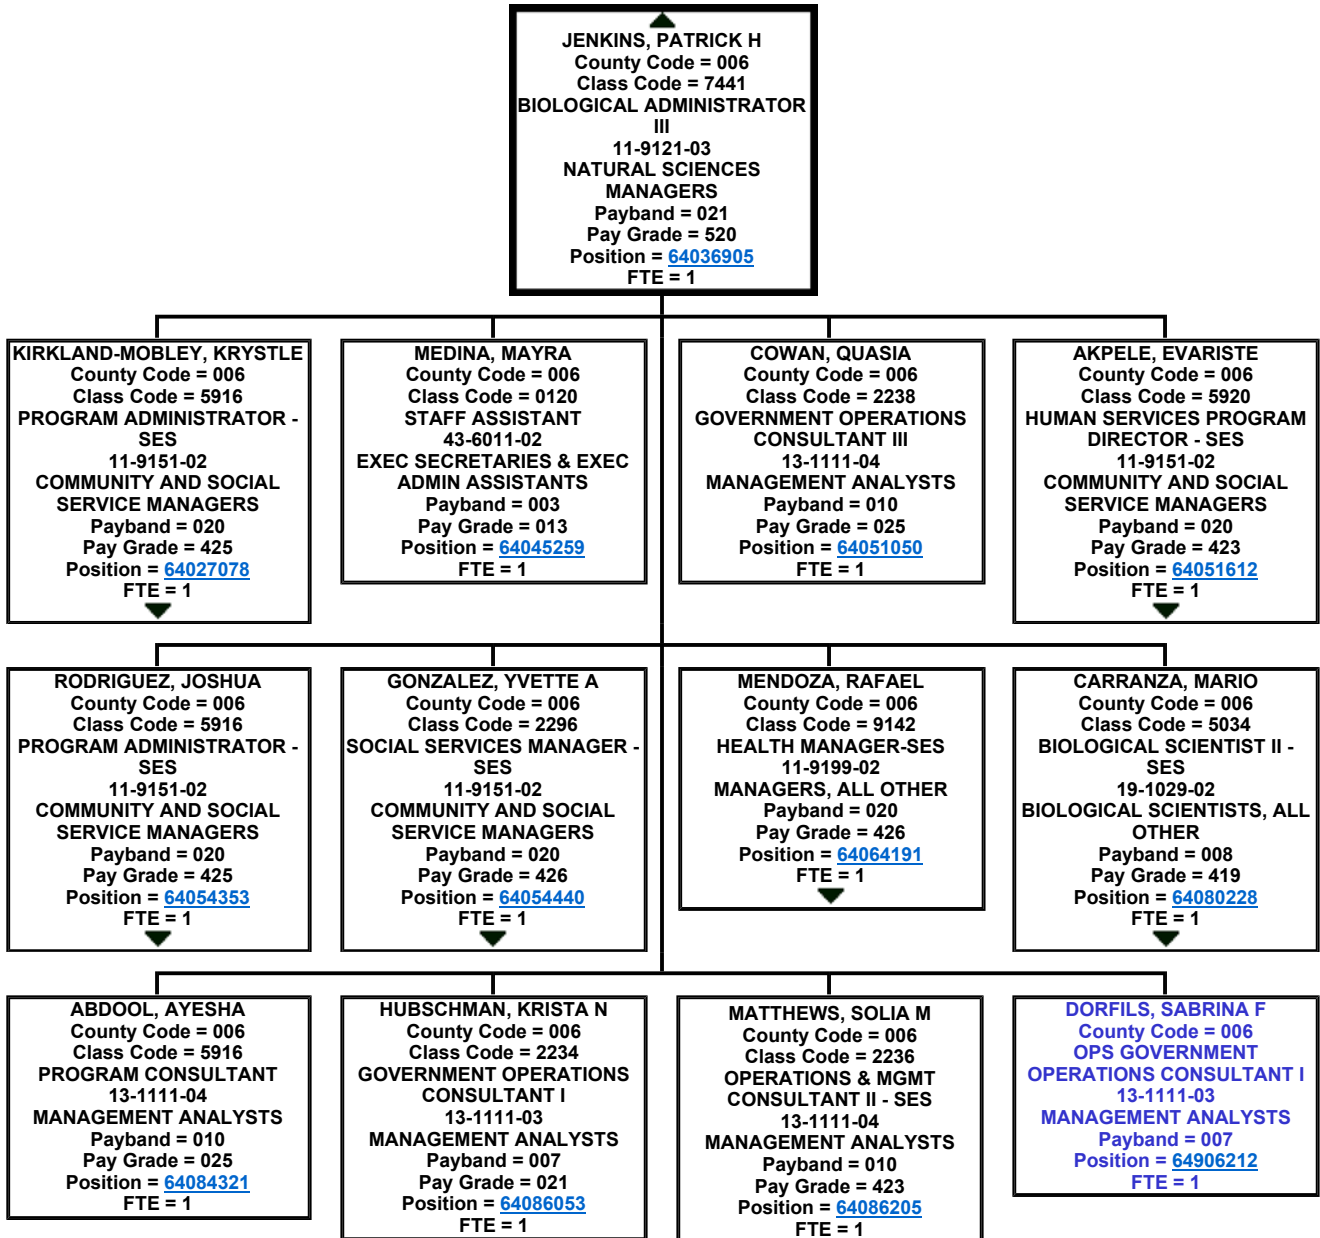 JENKINS, PATRICK H
County Code = 006
Class Code = 7441
BIOLOGICAL ADMINISTRATOR
III
11-9121-03
NATURAL SCIENCES
MANAGERS
Payband = 021
Pay Grade = 520
Position = 64036905
FTE = 1
KIRKLAND-MOBLEY, KRYSTLE
County Code = 006
Class Code = 5916
PROGRAM ADMINISTRATOR -
SES
11-9151-02
COMMUNITY AND SOCIAL
SERVICE MANAGERS
Payband = 020
Pay Grade = 425
Position = 64027078
FTE = 1
MEDINA, MAYRA
County Code = 006
Class Code = 0120
STAFF ASSISTANT
43-6011-02
EXEC SECRETARIES & EXEC
ADMIN ASSISTANTS
Payband = 003
Pay Grade = 013
Position = 64045259
FTE = 1
COWAN, QUASIA
County Code = 006
Class Code = 2238
GOVERNMENT OPERATIONS
CONSULTANT III
13-1111-04
MANAGEMENT ANALYSTS
Payband = 010
Pay Grade = 025
Position = 64051050
FTE = 1
AKPELE, EVARISTE
County Code = 006
Class Code = 5920
HUMAN SERVICES PROGRAM
DIRECTOR - SES
11-9151-02
COMMUNITY AND SOCIAL
SERVICE MANAGERS
Payband = 020
Pay Grade = 423
Position = 64051612
FTE = 1
RODRIGUEZ, JOSHUA
County Code = 006
Class Code = 5916
PROGRAM ADMINISTRATOR -
SES
11-9151-02
COMMUNITY AND SOCIAL
SERVICE MANAGERS
Payband = 020
Pay Grade = 425
Position = 64054353
FTE = 1
GONZALEZ, YVETTE A
County Code = 006
Class Code = 2296
SOCIAL SERVICES MANAGER -
SES
11-9151-02
COMMUNITY AND SOCIAL
SERVICE MANAGERS
Payband = 020
Pay Grade = 426
Position = 64054440
FTE = 1
MENDOZA, RAFAEL
County Code = 006
Class Code = 9142
HEALTH MANAGER-SES
11-9199-02
MANAGERS, ALL OTHER
Payband = 020
Pay Grade = 426
Position = 64064191
FTE = 1
CARRANZA, MARIO
County Code = 006
Class Code = 5034
BIOLOGICAL SCIENTIST II -
SES
19-1029-02
BIOLOGICAL SCIENTISTS, ALL
OTHER
Payband = 008
Pay Grade = 419
Position = 64080228
FTE = 1
ABDOOL, AYESHA
County Code = 006
Class Code = 5916
PROGRAM CONSULTANT
13-1111-04
MANAGEMENT ANALYSTS
Payband = 010
Pay Grade = 025
Position = 64084321
FTE = 1
HUBSCHMAN, KRISTA N
County Code = 006
Class Code = 2234
GOVERNMENT OPERATIONS
CONSULTANT I
13-1111-03
MANAGEMENT ANALYSTS
Payband = 007
Pay Grade = 021
Position = 64086053
FTE = 1
MATTHEWS, SOLIA M
County Code = 006
Class Code = 2236
OPERATIONS & MGMT
CONSULTANT II - SES
13-1111-04
MANAGEMENT ANALYSTS
Payband = 010
Pay Grade = 423
Position = 64086205
FTE = 1
DORFILS, SABRINA F
County Code = 006
OPS GOVERNMENT
OPERATIONS CONSULTANT I
13-1111-03
MANAGEMENT ANALYSTS
Payband = 007
Position = 64906212
FTE = 1